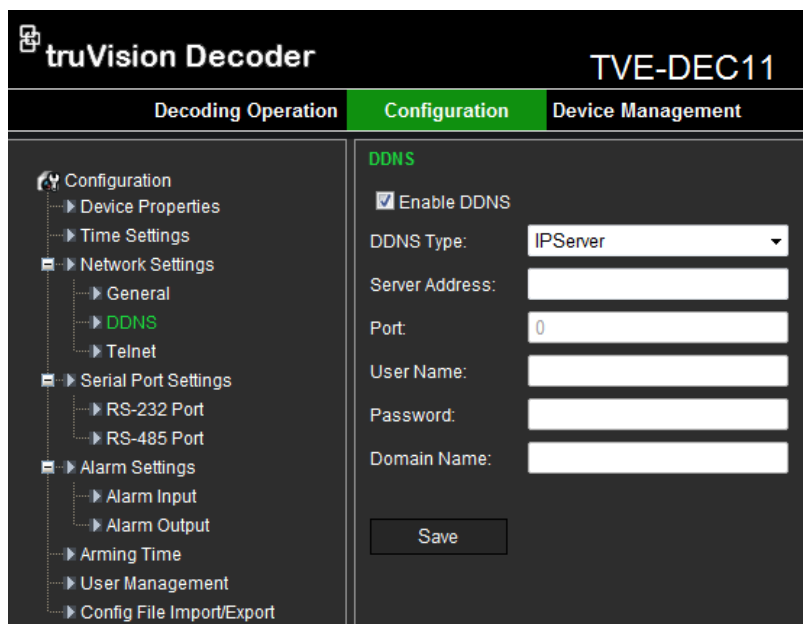 truVision Decoder
TVE-DEC11
Decoding Operation
Configuration
Device Management
Configuration
Device Properties
Time Settings
Network Settings
General
DDNS
Telnet
Serial Port Settings
RS-232 Port
RS-485 Port
Alarm Settings
Alarm Input
Alarm Output
Arming Time
User Management
Config File Import/Export
DDNS
Enable DDNS
DDNS Type: IPServer
Server Address:
Port: 0
User Name:
Password:
Domain Name:
Save